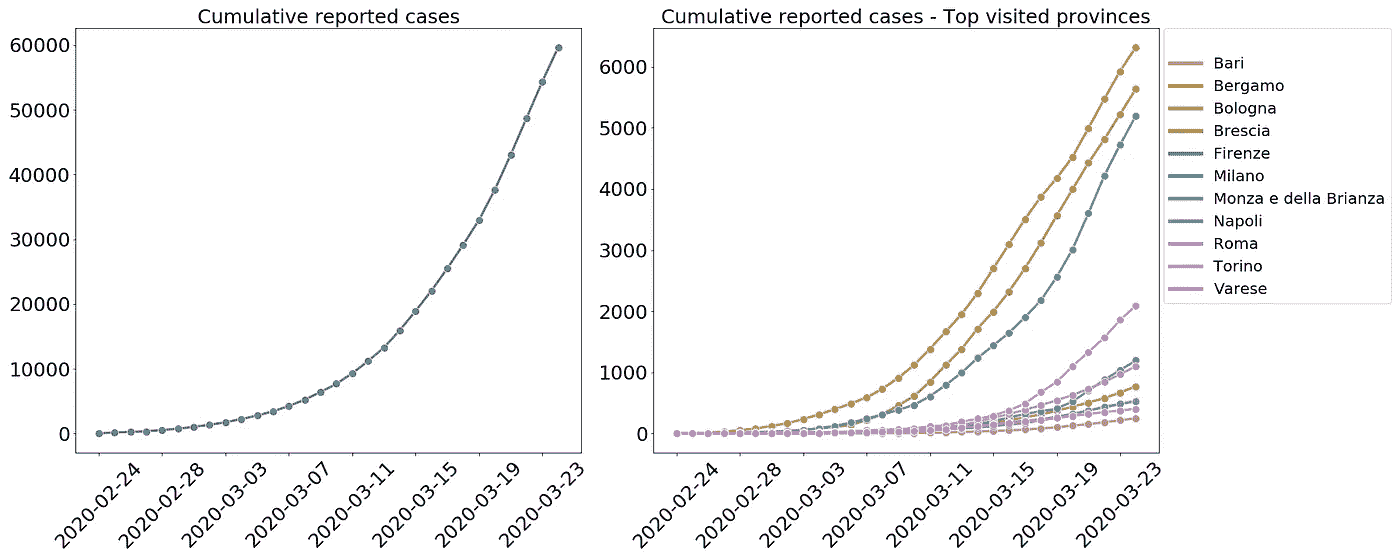 Cumulative reported cases
60000
50000
40000
30000
20000
10000
0
2020-02-24
2020-02-28
2020-03-03
2020-03-07
2020-03-11
2020-03-15
2020-03-19
2020-03-23
Cumulative reported cases - Top visited provinces
6000
5000
4000
3000
2000
1000
0
2020-02-24
2020-02-28
2020-03-03
2020-03-07
2020-03-11
2020-03-15
2020-03-19
2020-03-23
Bari
Bergamo
Bologna
Brescia
Firenze
Milano
Monza e della Brianza
Napoli
Roma
Torino
Varese